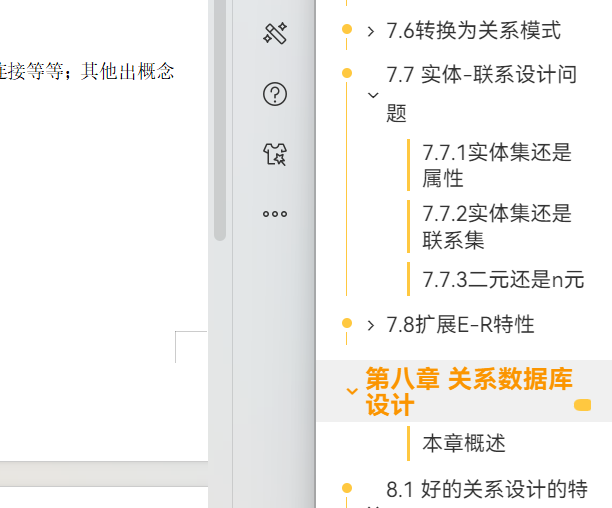 连接等等；其他出概念
7.6转换为关系模式
7.7 实体-联系设计问
题
7.7.1实体集还是
属性
7.7.2实体集还是
联系集
7.7.3二元还是n元
7.8扩展E-R特性
第八章 关系数据库
设计
本章概述
8.1 好的关系设计的特